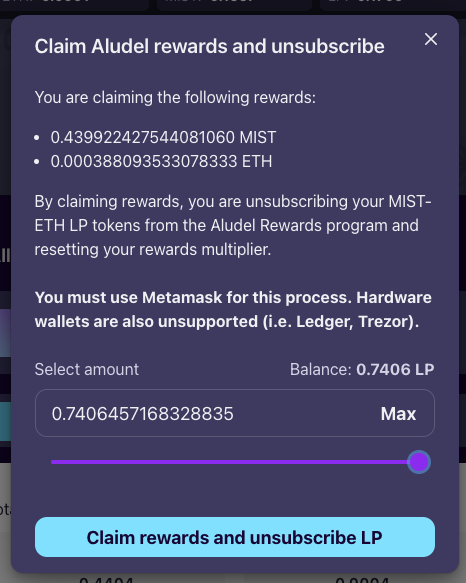 Claim Aludel rewards and unsubscribe
You are claiming the following rewards:
• 0.439922427544081060 MIST
• 0.000388093533078333 ETH
By claiming rewards, you are unsubscribing your MIST-
ETH LP tokens from the Aludel Rewards program and
resetting your rewards multiplier.
You must use Metamask for this process. Hardware
wallets are also unsupported (i.e. Ledger, Trezor).
Select amount Balance: 0.7406 LP
0.7406457168328835 Max
Claim rewards and unsubscribe LP